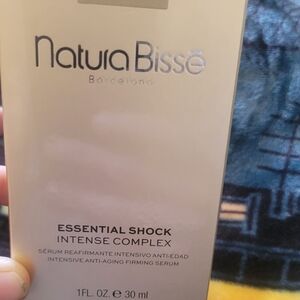 Natura Bissé
Barcelona
ESSENTIAL SHOCK
INTENSE COMPLEX
SÉRUM REAFIRMANTE INTENSIVO ANTI-EDAD
INTENSIVE ANTI-AGING FIRMING SERUM
1FL. OZ. ℮ 30 ml